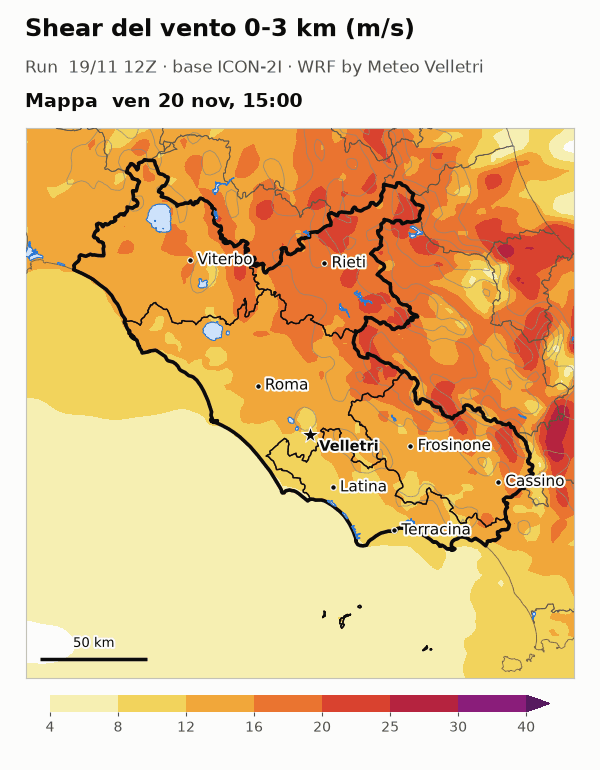 Shear del vento 0-3 km (m/s)
Run  19/11 12Z · base ICON-2I · WRF by Meteo Velletri
Mappa  ven 20 nov, 15:00
Viterbo
Rieti
Roma
Velletri
Frosinone
Cassino
Latina
Terracina
50 km
4 8 12 16 20 25 30 40